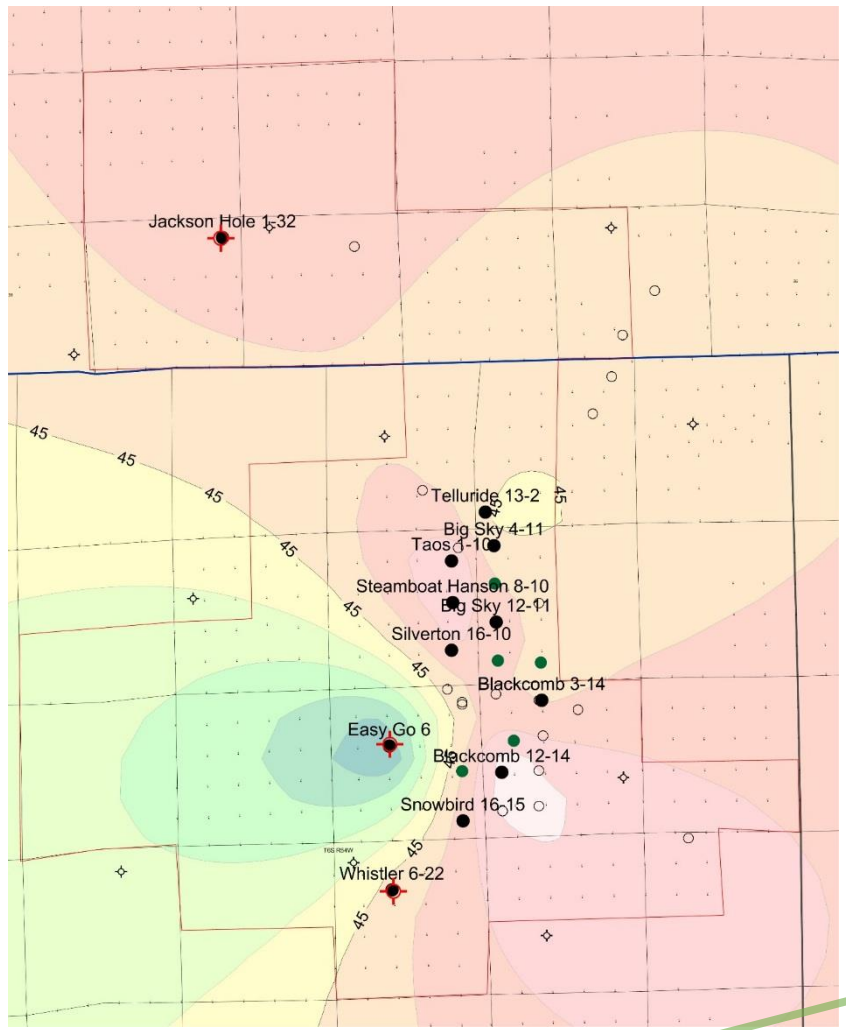 Jackson Hole 1-32
45
45
45
45
45
45
45
45
45
45
45
Telluride 13-2
Big Sky 4-11
Taos 1-10
Steamboat Hanson 8-10
Big Sky 12-11
Silverton 16-10
Blackcomb 3-14
Easy Go 6
Blackcomb 12-14
Snowbird 16-15
T6S R54W
Whistler 6-22